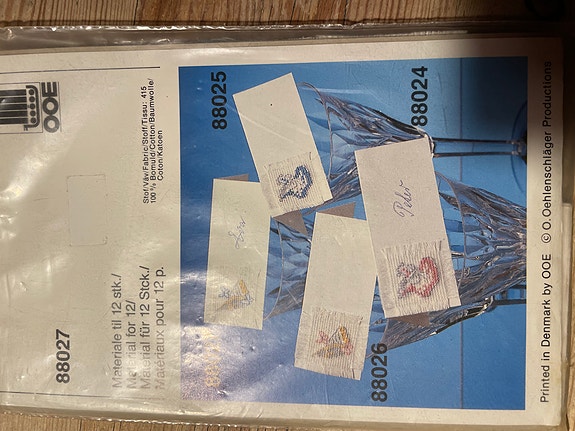 OOE
Stof/Väv/Fabric/Stoff/Tissu: 415
100 % Bomuld/Cotton/Baumwolle/
Coton/Katoen
88027
Materiale til 12 stk./
Material for 12/
Material für 12 Stck./
Matériaux pour 12 p.
88025
88024
88026
Peter
Printed in Denmark by OOE © O. Oehlenschläger Productions